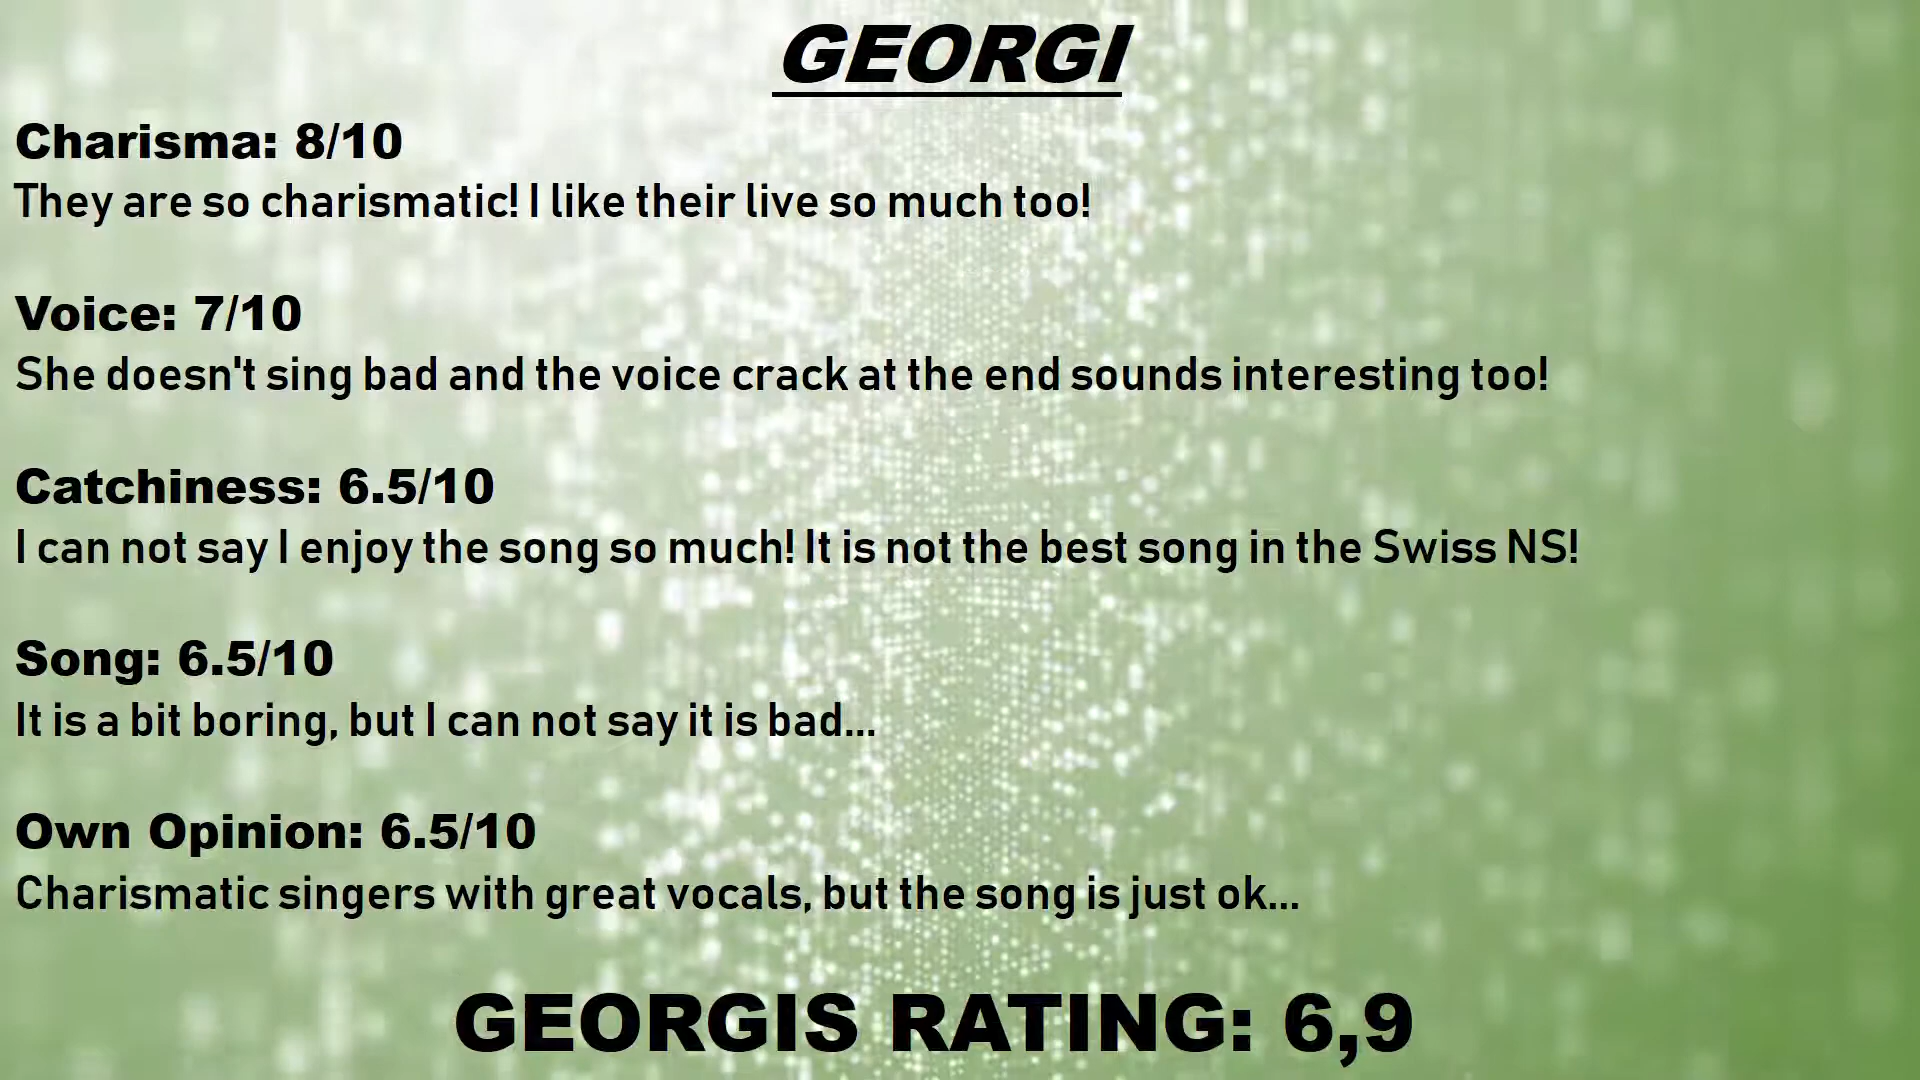 GEORGI
Charisma: 8/10
They are so charismatic! I like their live so much too!
Voice: 7/10
She doesn't sing bad and the voice crack at the end sounds interesting too!
Catchiness: 6.5/10
I can not say I enjoy the song so much! It is not the best song in the Swiss NS!
Song: 6.5/10
It is a bit boring, but I can not say it is bad...
Own Opinion: 6.5/10
Charismatic singers with great vocals, but the song is just ok...
GEORGIS RATING: 6,9